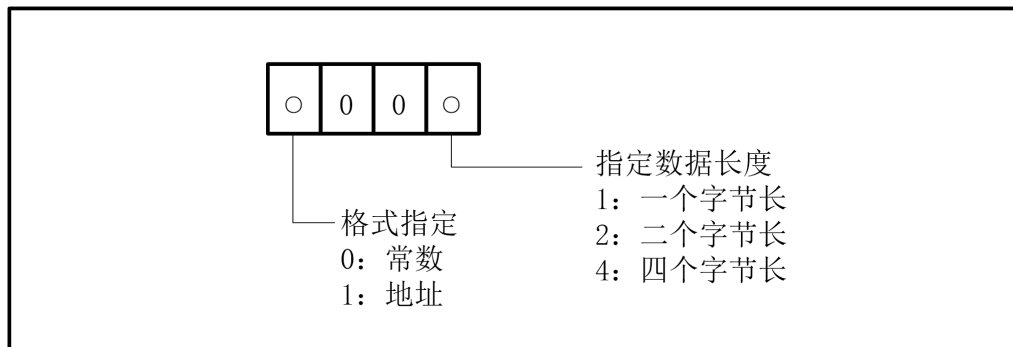 ○ 0 0 ○
指定数据长度
1: 一个字节长
2: 二个字节长
4: 四个字节长
格式指定
0: 常数
1: 地址